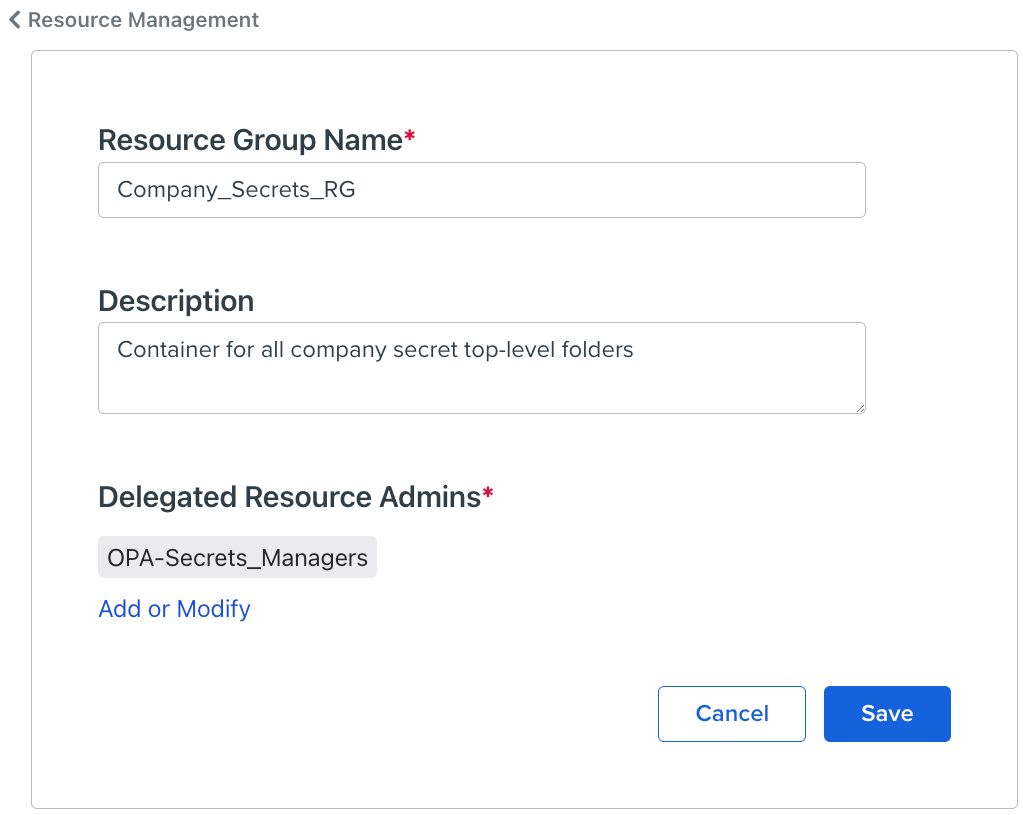 Resource Management
Resource Group Name*
Company_Secrets_RG
Description
Container for all company secret top-level folders
Delegated Resource Admins*
OPA-Secrets_Managers
Add or Modify
Cancel
Save